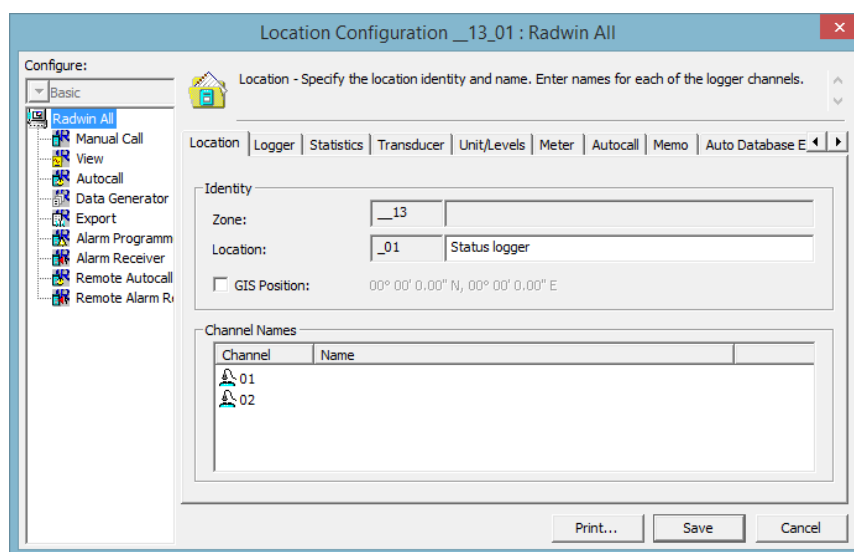 Location Configuration __13_01 : Radwin All
Configure:
Basic
Radwin All
Manual Call
View
Autocall
Data Generator
Export
Alarm Programm
Alarm Receiver
Remote Autocall
Remote Alarm R
Location - Specify the location identity and name. Enter names for each of the logger channels.
Location Logger Statistics Transducer Unit/Levels Meter Autocall Memo Auto Database E
Identity
Zone: __13
Location: _01 Status logger
GIS Position: 00° 00' 0.00" N, 00° 00' 0.00" E
Channel Names
Channel Name
01
02
Print... Save Cancel